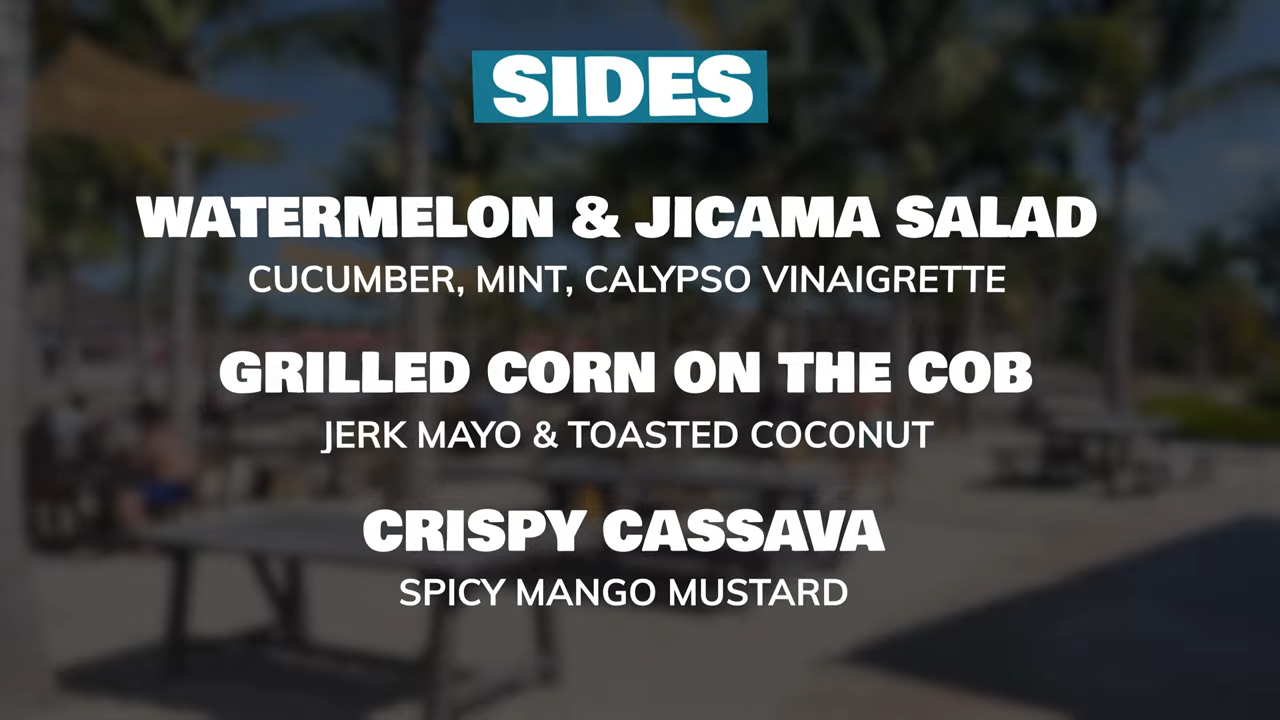 SIDES
WATERMELON & JICAMA SALAD
CUCUMBER, MINT, CALYPSO VINAIGRETTE
GRILLED CORN ON THE COB
JERK MAYO & TOASTED COCONUT
CRISPY CASSAVA
SPICY MANGO MUSTARD